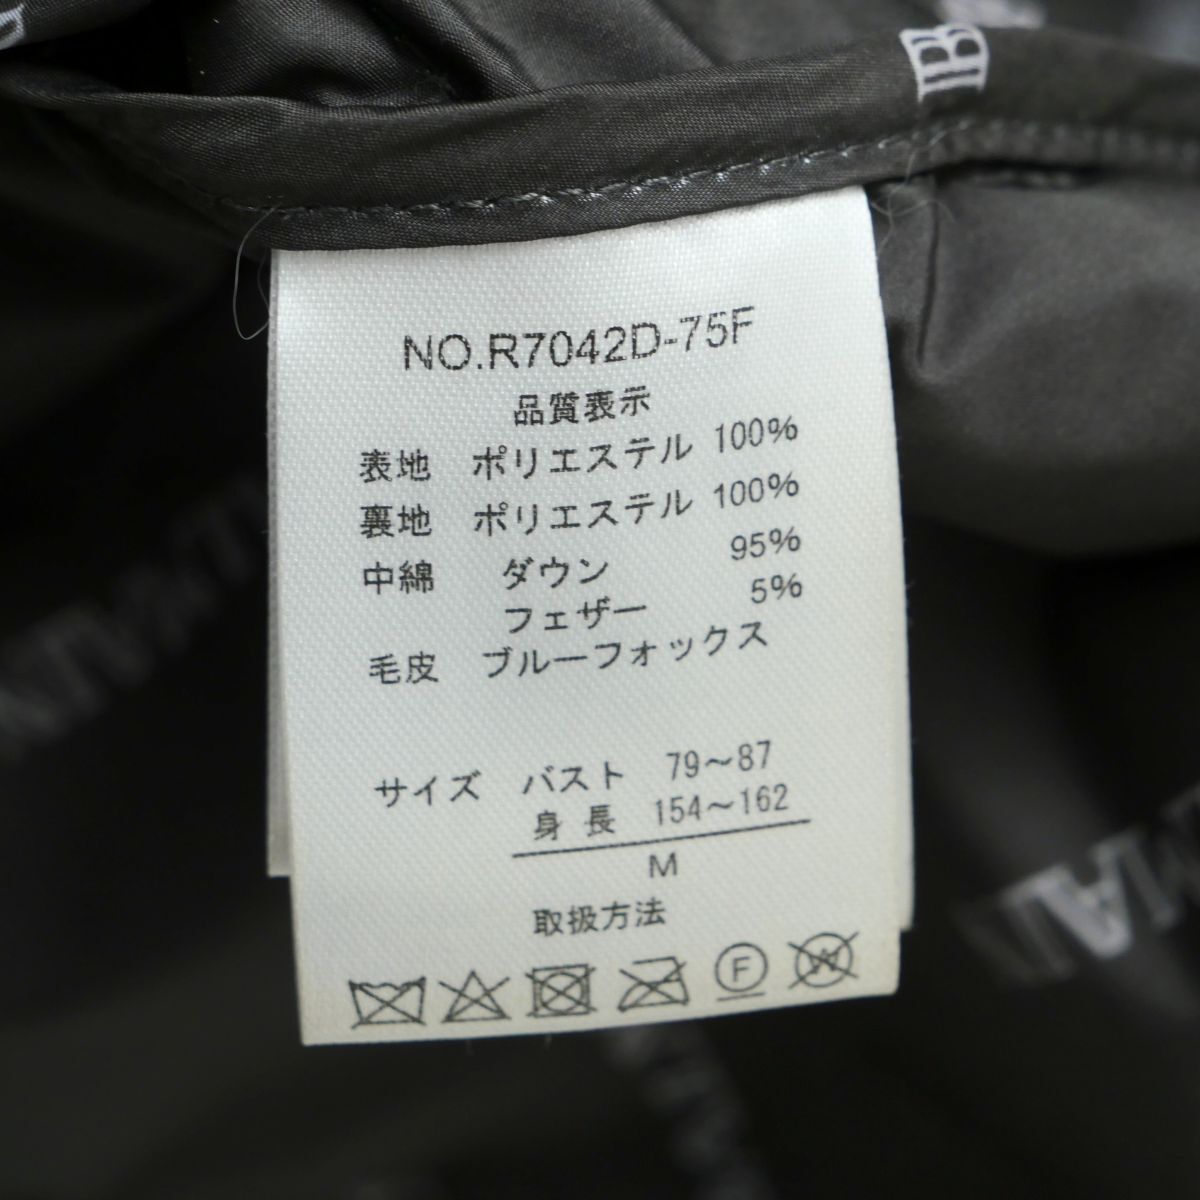 NO.R7042D-75F
品質表示
表地 ポリエステル 100%
裏地 ポリエステル 100%
中綿 ダウン 95%
フェザー 5%
毛皮 ブルーフォックス
サイズ バスト 79～87
身長 154～162
M
取扱方法
F
W